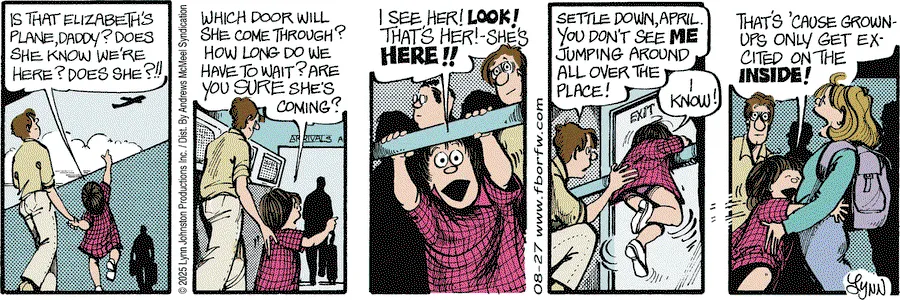 IS THAT ELIZABETH'S
PLANE, DADDY? DOES
SHE KNOW WE'RE
HERE? DOES SHE?!!
© 2025 Lynn Johnston Productions Inc. / Dist. By Andrews McMeel Syndication
WHICH DOOR WILL
SHE COME THROUGH?
HOW LONG DO WE
HAVE TO WAIT? ARE
YOU SURE SHE'S
COMING?
ARRIVALS A
I SEE HER! LOOK!
THAT'S HER!-SHE'S
HERE!!
08-27 www.fborfw.com
SETTLE DOWN, APRIL.
YOU DON'T SEE ME
JUMPING AROUND
ALL OVER THE
PLACE!
I
KNOW!
EXIT
THAT'S 'CAUSE GROWN-
UPS ONLY GET EX-
CITED ON THE
INSIDE!
LYNN